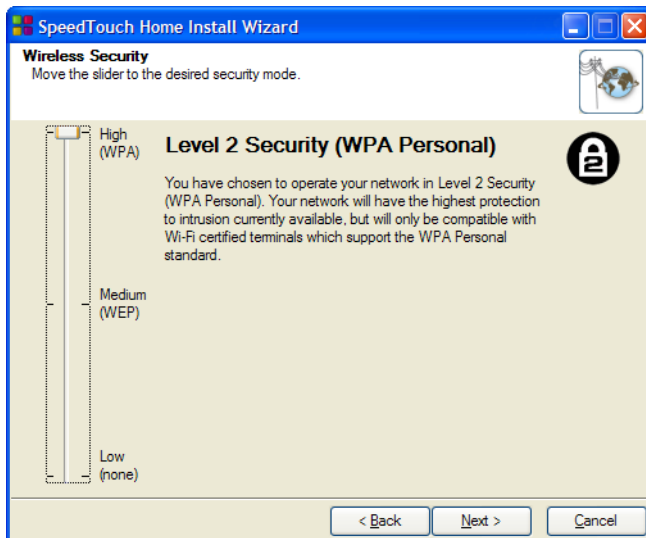 SpeedTouch Home Install Wizard
Wireless Security
Move the slider to the desired security mode.
High
(WPA)
Level 2 Security (WPA Personal)
2
You have chosen to operate your network in Level 2 Security
(WPA Personal). Your network will have the highest protection
to intrusion currently available, but will only be compatible with
Wi-Fi certified terminals which support the WPA Personal
standard.
Medium
(WEP)
Low
(none)
< Back
Next >
Cancel